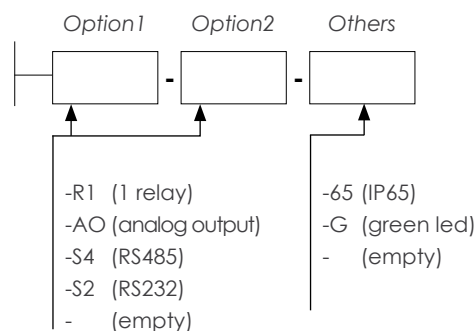 Option1 Option2 Others
- -
-R1 (1 relay)
-AO (analog output)
-S4 (RS485)
-S2 (RS232)
- (empty)
-65 (IP65)
-G (green led)
- (empty)